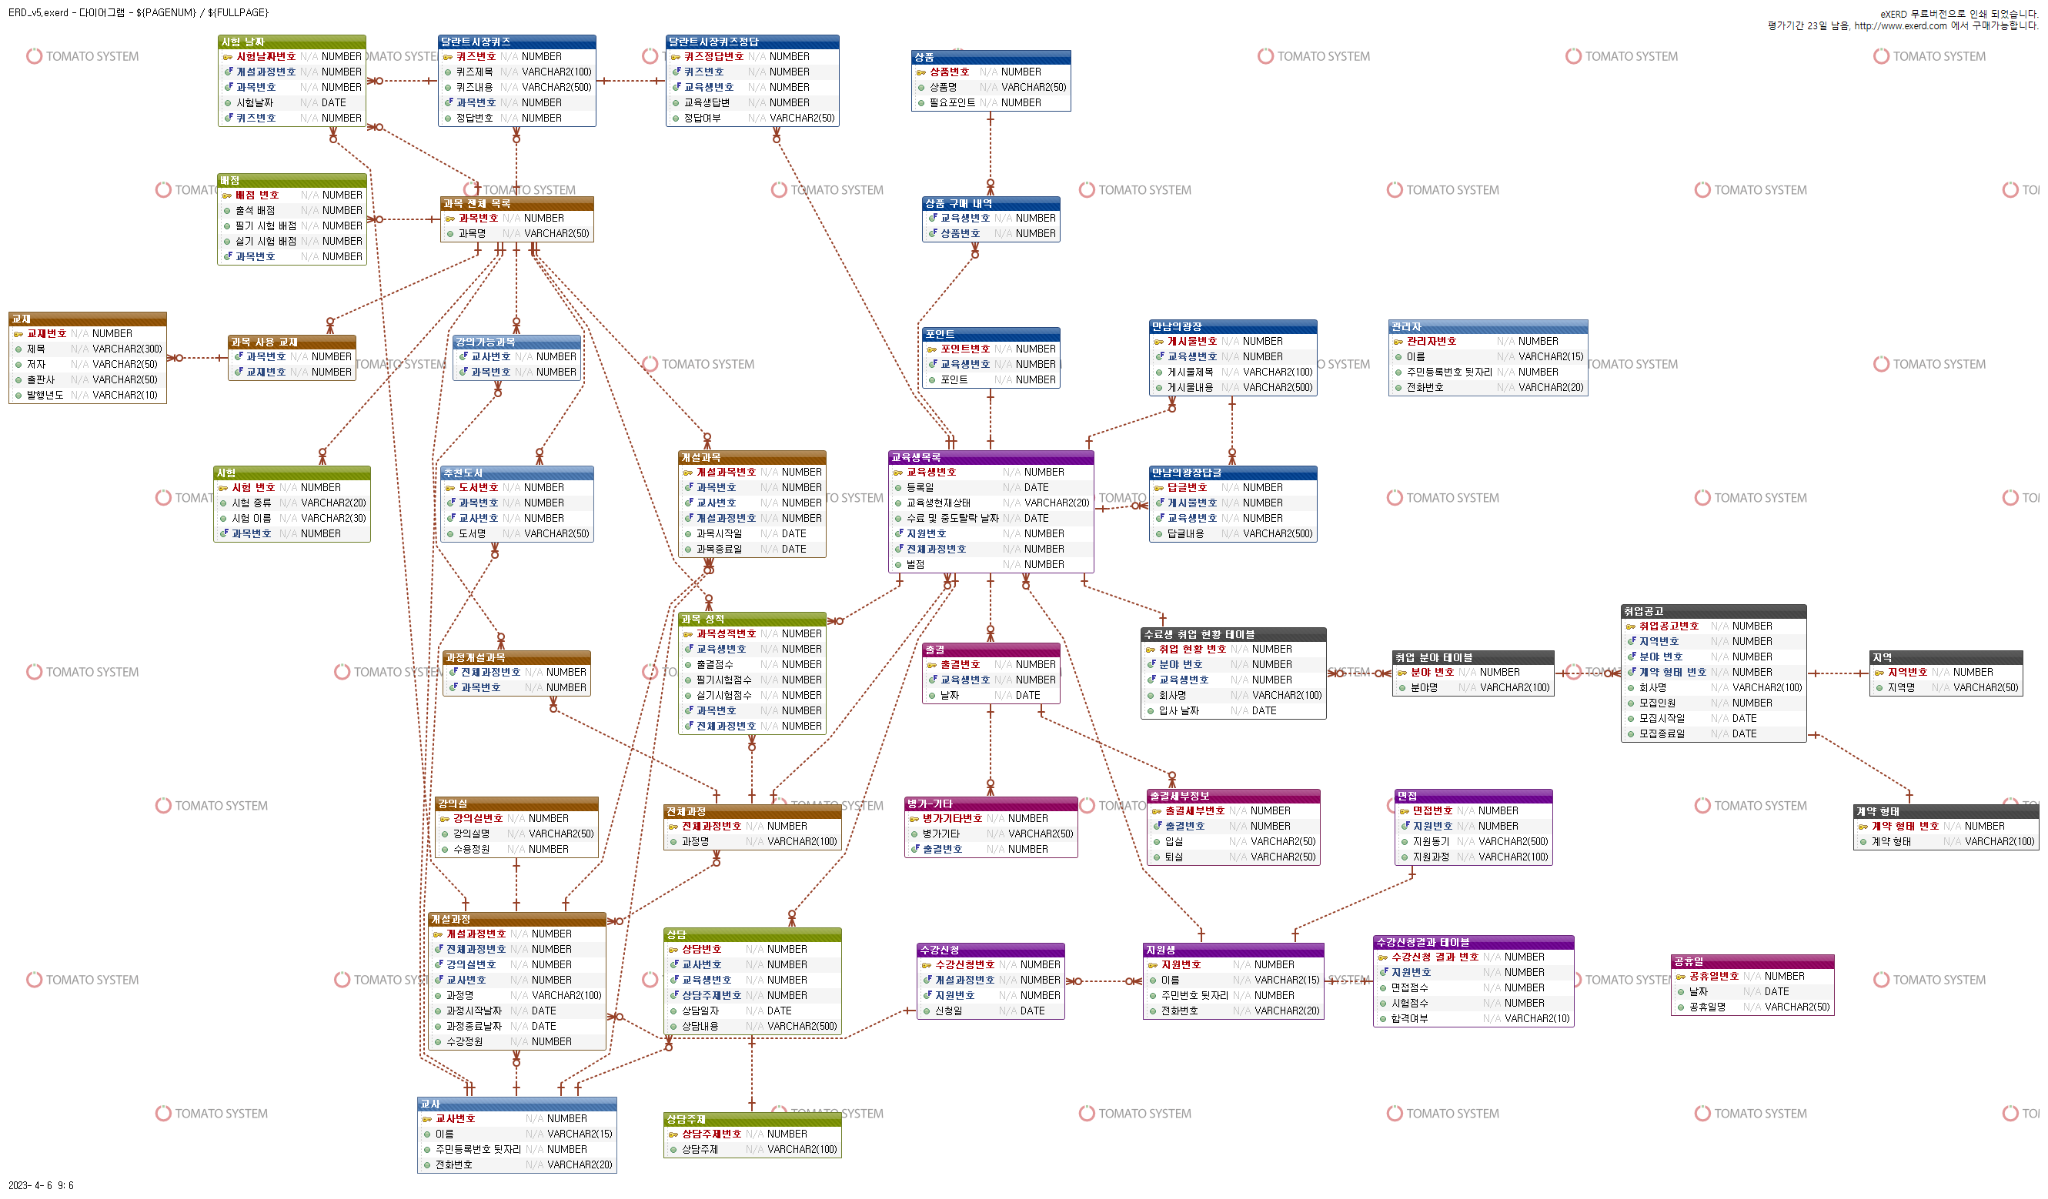 ERD_v5,exerd - 다이어그램 - ${PAGENUM} / ${FULLPAGE}
eXERD 무료버전으로 인쇄 되었습니다.
평가기간 23일 남음, http://www.exerd.com 에서 구매가능합니다.
시험 날짜
시험날짜번호 N/A NUMBER
개설과정번호 N/A NUMBER
과목번호 N/A NUMBER
시험날짜 N/A DATE
퀴즈번호 N/A NUMBER
달란트시장퀴즈
퀴즈번호 N/A NUMBER
퀴즈제목 N/A VARCHAR2(100)
퀴즈내용 N/A VARCHAR2(500)
과목번호 N/A NUMBER
정답번호 N/A NUMBER
달란트시장퀴즈정답
퀴즈정답번호 N/A NUMBER
퀴즈번호 N/A NUMBER
교육생번호 N/A NUMBER
교육생답변 N/A NUMBER
정답여부 N/A VARCHAR2(50)
상품
상품번호 N/A NUMBER
상품명 N/A VARCHAR2(50)
필요포인트 N/A NUMBER
배점
배점 번호 N/A NUMBER
출석 배점 N/A NUMBER
필기 시험 배점 N/A NUMBER
실기 시험 배점 N/A NUMBER
과목번호 N/A NUMBER
과목 전체 목록
과목번호 N/A NUMBER
과목명 N/A VARCHAR2(50)
상품 구매 내역
교육생번호 N/A NUMBER
상품번호 N/A NUMBER
교재
교재번호 N/A NUMBER
제목 N/A VARCHAR2(300)
저자 N/A VARCHAR2(50)
출판사 N/A VARCHAR2(50)
발행년도 N/A VARCHAR2(10)
과목 사용 교재
과목번호 N/A NUMBER
교재번호 N/A NUMBER
강의가능과목
교사번호 N/A NUMBER
과목번호 N/A NUMBER
포인트
포인트번호 N/A NUMBER
교육생번호 N/A NUMBER
포인트 N/A NUMBER
만남의광장
게시물번호 N/A NUMBER
교육생번호 N/A NUMBER
게시물제목 N/A VARCHAR2(100)
게시물내용 N/A VARCHAR2(500)
관리자
관리자번호 N/A NUMBER
이름 N/A VARCHAR2(15)
주민등록번호 뒷자리 N/A NUMBER
전화번호 N/A VARCHAR2(20)
시험
시험 번호 N/A NUMBER
시험 종류 N/A VARCHAR2(20)
시험 이름 N/A VARCHAR2(30)
과목번호 N/A NUMBER
추천도서
도서번호 N/A NUMBER
과목번호 N/A NUMBER
교사번호 N/A NUMBER
도서명 N/A VARCHAR2(50)
개설과목
개설과목번호 N/A NUMBER
과목번호 N/A NUMBER
교사번호 N/A NUMBER
개설과정번호 N/A NUMBER
과목시작일 N/A DATE
과목종료일 N/A DATE
교육생목록
교육생번호 N/A NUMBER
등록일 N/A DATE
교육생현재상태 N/A VARCHAR2(20)
수료 및 중도탈락 날짜 N/A DATE
지원번호 N/A NUMBER
전체과정번호 N/A NUMBER
벌점 N/A NUMBER
만남의광장답글
답글번호 N/A NUMBER
게시물번호 N/A NUMBER
교육생번호 N/A NUMBER
답글내용 N/A VARCHAR2(500)
과정개설과목
전체과정번호 N/A NUMBER
과목번호 N/A NUMBER
과목 성적
과목성적번호 N/A NUMBER
교육생번호 N/A NUMBER
출결점수 N/A NUMBER
필기시험점수 N/A NUMBER
실기시험점수 N/A NUMBER
과목번호 N/A NUMBER
전체과정번호 N/A NUMBER
출결
출결번호 N/A NUMBER
교육생번호 N/A NUMBER
날짜 N/A DATE
수료생 취업 현황 테이블
취업 현황 번호 N/A NUMBER
분야 번호 N/A NUMBER
교육생번호 N/A NUMBER
회사명 N/A VARCHAR2(100)
입사 날짜 N/A DATE
취업 분야 테이블
분야 번호 N/A NUMBER
분야명 N/A VARCHAR2(100)
취업공고
취업공고번호 N/A NUMBER
지역번호 N/A NUMBER
분야 번호 N/A NUMBER
계약 형태 번호 N/A NUMBER
회사명 N/A VARCHAR2(100)
모집인원 N/A NUMBER
모집시작일 N/A DATE
모집종료일 N/A DATE
지역
지역번호 N/A NUMBER
지역명 N/A VARCHAR2(50)
강의실
강의실번호 N/A NUMBER
강의실명 N/A VARCHAR2(50)
수용정원 N/A NUMBER
전체과정
전체과정번호 N/A NUMBER
과정명 N/A VARCHAR2(100)
병가-기타
병가기타번호 N/A NUMBER
병가기타 N/A VARCHAR2(50)
출결번호 N/A NUMBER
출결세부정보
출결세부번호 N/A NUMBER
출결번호 N/A NUMBER
입실 N/A VARCHAR2(50)
퇴실 N/A VARCHAR2(50)
면접
면접번호 N/A NUMBER
지원번호 N/A NUMBER
지원동기 N/A VARCHAR2(500)
지원과정 N/A VARCHAR2(100)
계약 형태
계약 형태 번호 N/A NUMBER
계약 형태 N/A VARCHAR2(100)
개설과정
개설과정번호 N/A NUMBER
전체과정번호 N/A NUMBER
강의실번호 N/A NUMBER
교사번호 N/A NUMBER
과정명 N/A VARCHAR2(100)
과정시작날짜 N/A DATE
과정종료날짜 N/A DATE
수강정원 N/A NUMBER
상담
상담번호 N/A NUMBER
교사번호 N/A NUMBER
교육생번호 N/A NUMBER
상담주제번호 N/A NUMBER
상담일자 N/A DATE
상담내용 N/A VARCHAR2(500)
수강신청
수강신청번호 N/A NUMBER
개설과정번호 N/A NUMBER
지원번호 N/A NUMBER
신청일 N/A DATE
지원생
지원번호 N/A NUMBER
이름 N/A VARCHAR2(15)
주민번호 뒷자리 N/A NUMBER
전화번호 N/A VARCHAR2(20)
수강신청결과 테이블
수강신청 결과 번호 N/A NUMBER
지원번호 N/A NUMBER
면접점수 N/A NUMBER
시험점수 N/A NUMBER
합격여부 N/A VARCHAR2(10)
공휴일
공휴일번호 N/A NUMBER
날짜 N/A DATE
공휴일명 N/A VARCHAR2(50)
교사
교사번호 N/A NUMBER
이름 N/A VARCHAR2(15)
주민등록번호 뒷자리 N/A NUMBER
전화번호 N/A VARCHAR2(20)
상담주제
상담주제번호 N/A NUMBER
상담주제 N/A VARCHAR2(100)
TOMATO SYSTEM
2023- 4- 6 9: 6